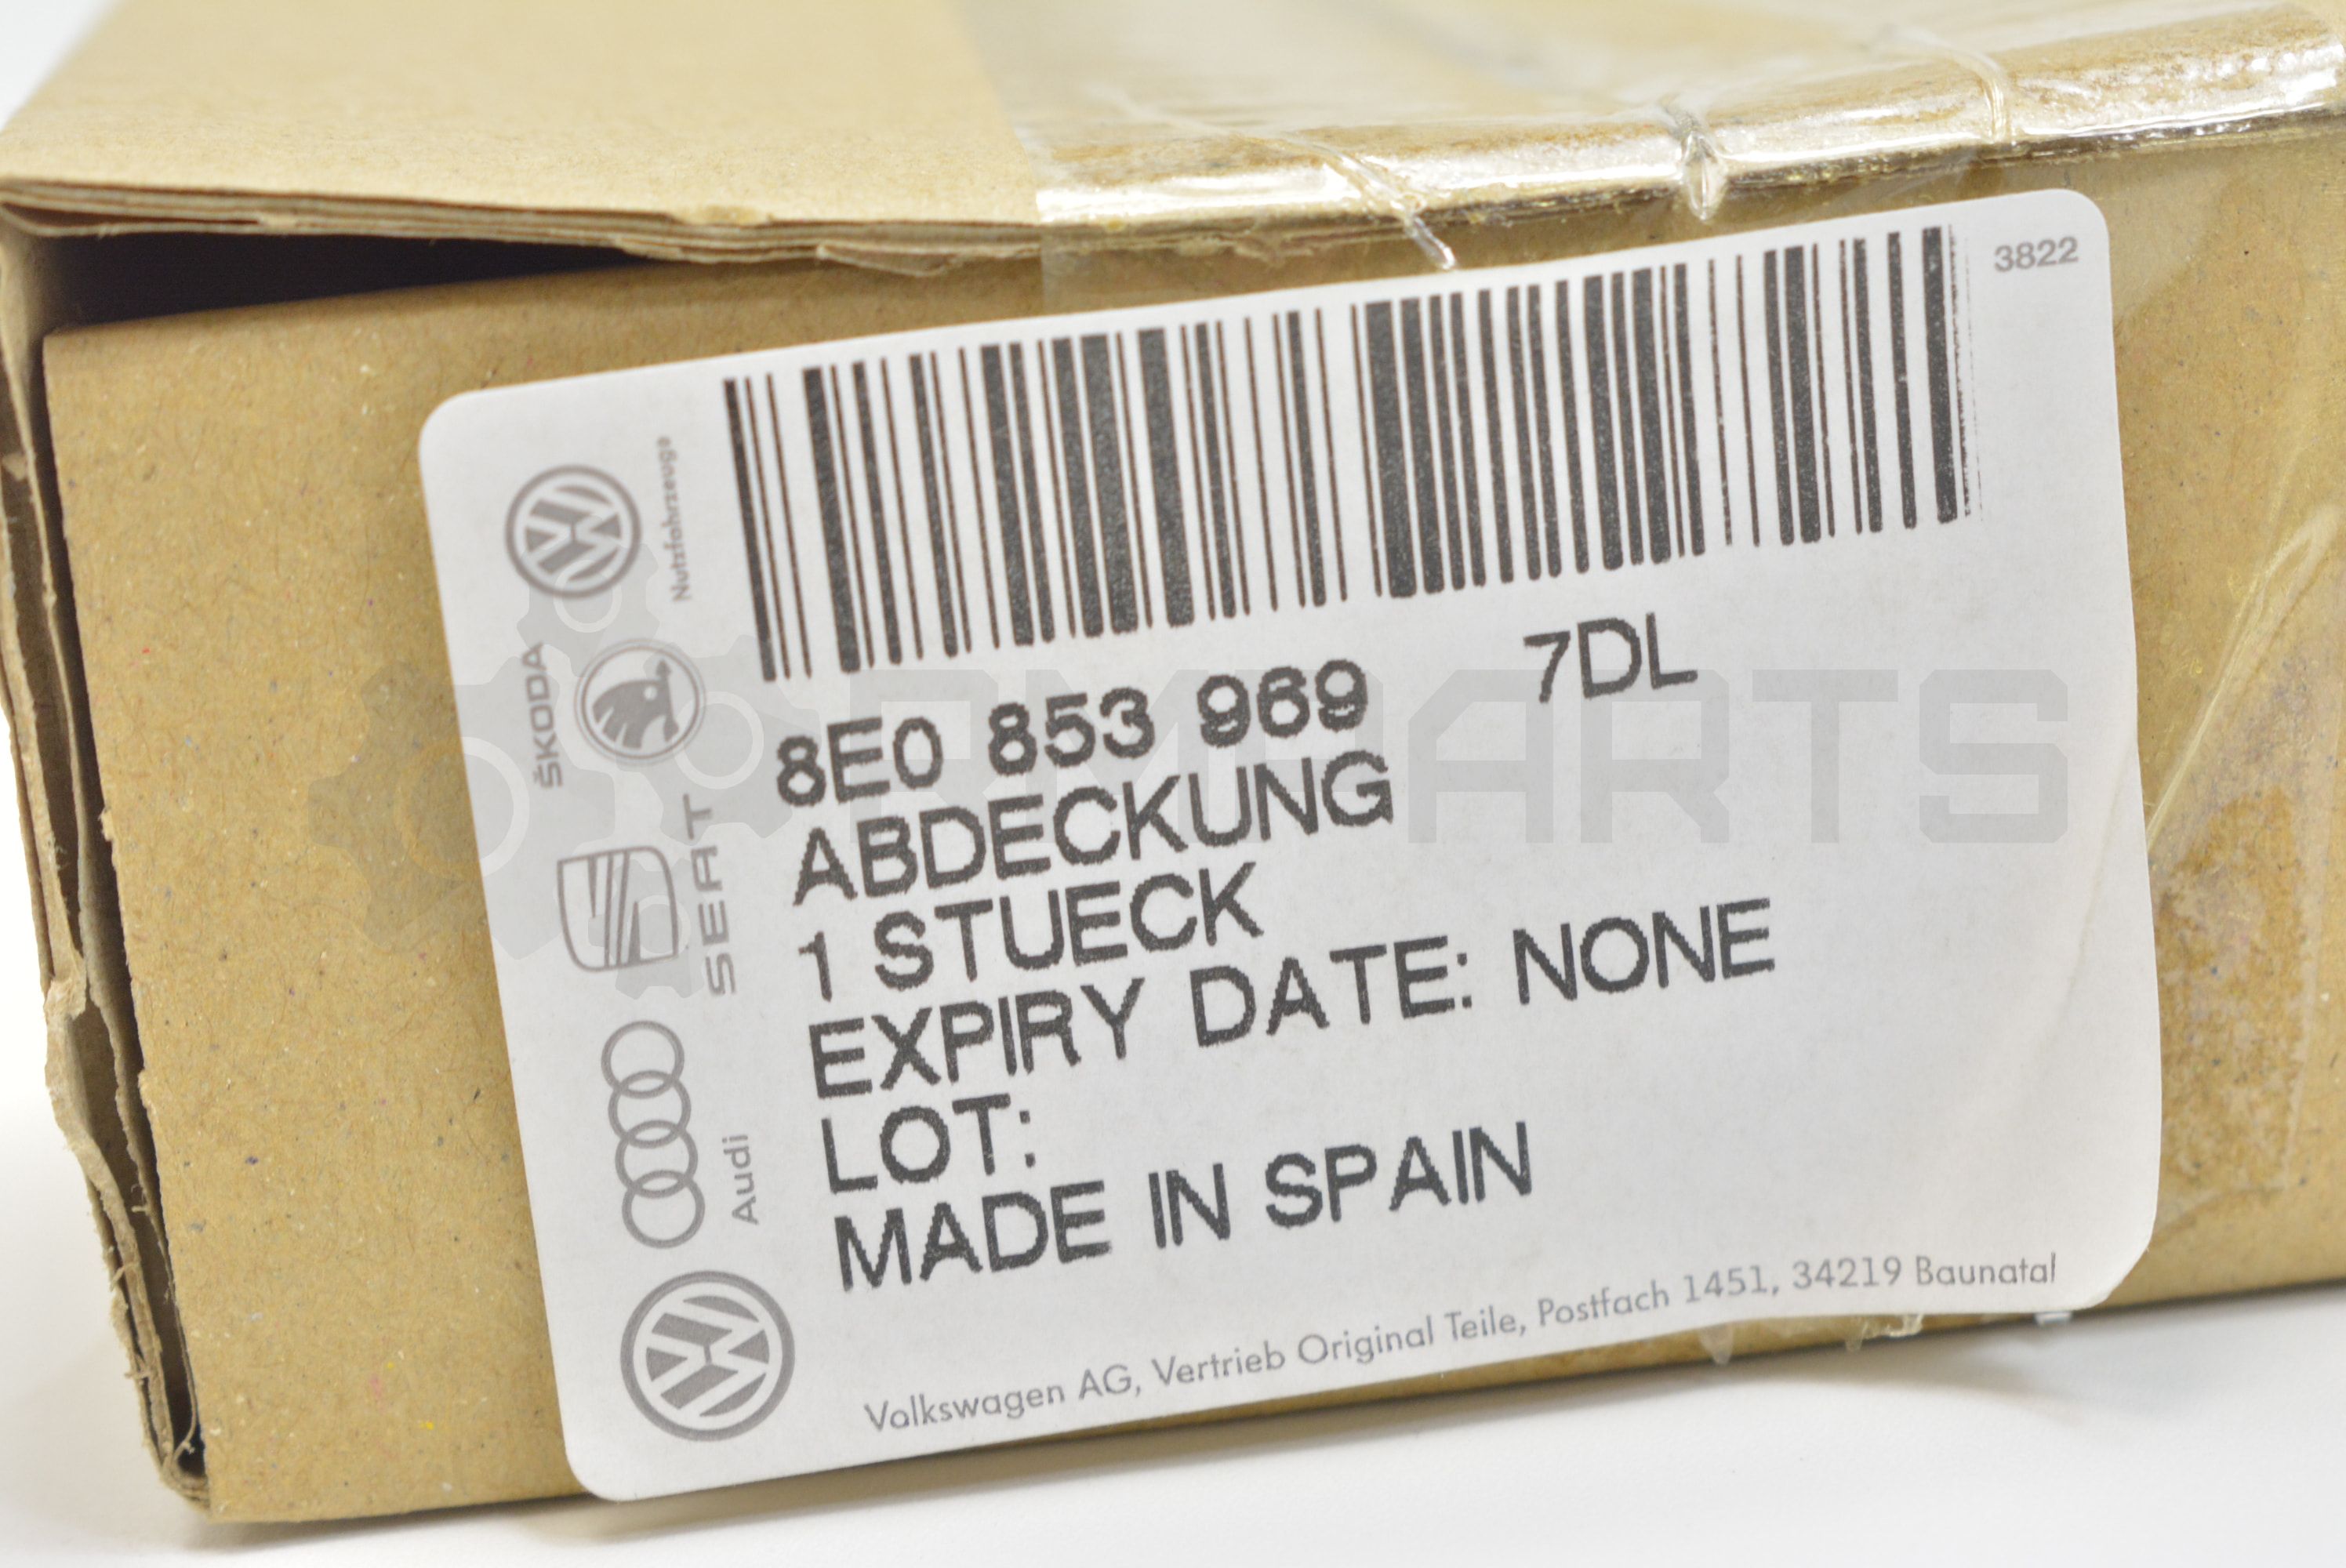 3822
8E0 853 969 7DL
ABDECKUNG
1 STUECK
EXPIRY DATE: NONE
LOT:
MADE IN SPAIN
Volkswagen AG, Vertrieb Original Teile, Postfach 1451, 34219 Baunatal
Nutzfahrzeuge
ŠKODA
SEAT
Audi
RMPARTS